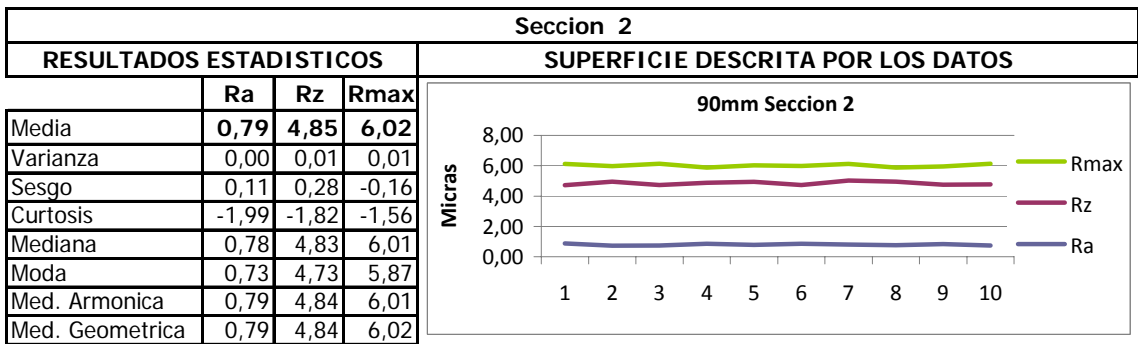 Seccion 2
RESULTADOS ESTADISTICOS
SUPERFICIE DESCRITA POR LOS DATOS
Ra Rz Rmax
Media 0,79 4,85 6,02
Varianza 0,00 0,01 0,01
Sesgo 0,11 0,28 -0,16
Curtosis -1,99 -1,82 -1,56
Mediana 0,78 4,83 6,01
Moda 0,73 4,73 5,87
Med. Armonica 0,79 4,84 6,01
Med. Geometrica 0,79 4,84 6,02
90mm Seccion 2
Micras
8,00
6,00
4,00
2,00
0,00
1 2 3 4 5 6 7 8 9 10
Rmax
Rz
Ra